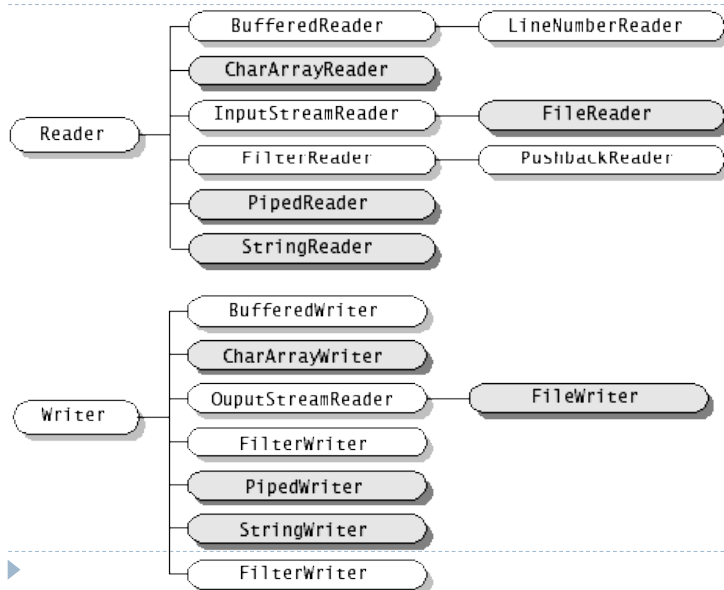 BufferedReader LineNumberReader
CharArrayReader
InputStreamReader FileReader
Reader
FilterReader PushbackReader
PipedReader
StringReader
BufferedWriter
CharArrayWriter
OuputStreamReader FileWriter
Writer
FilterWriter
PipedWriter
StringWriter
FilterWriter